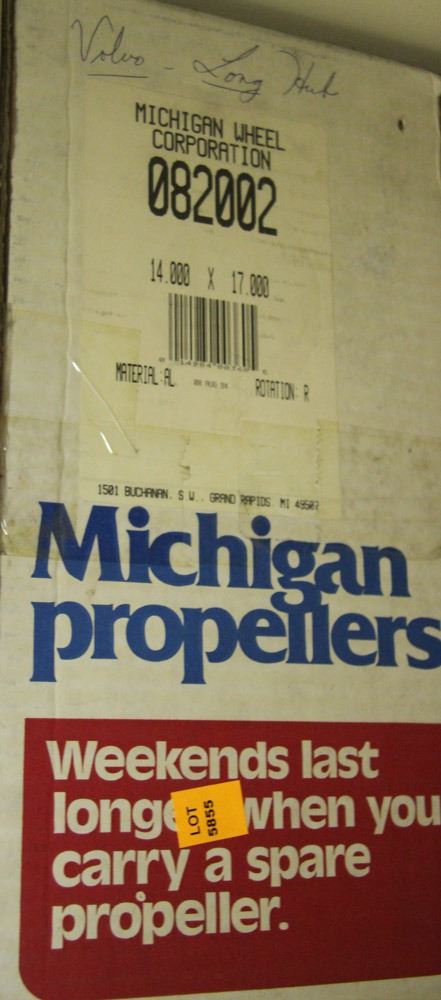 Volvo - Long Hub
MICHIGAN WHEEL
CORPORATION
082002
14.000 X 17.000
MATERIAL AL
ROTATION R
1501 BUCHANAN, S W., GRAND RAPIDS, MI 49507
Michigan
propellers
Weekends last
longe when you
carry a spare
propeller.
LOT
5855